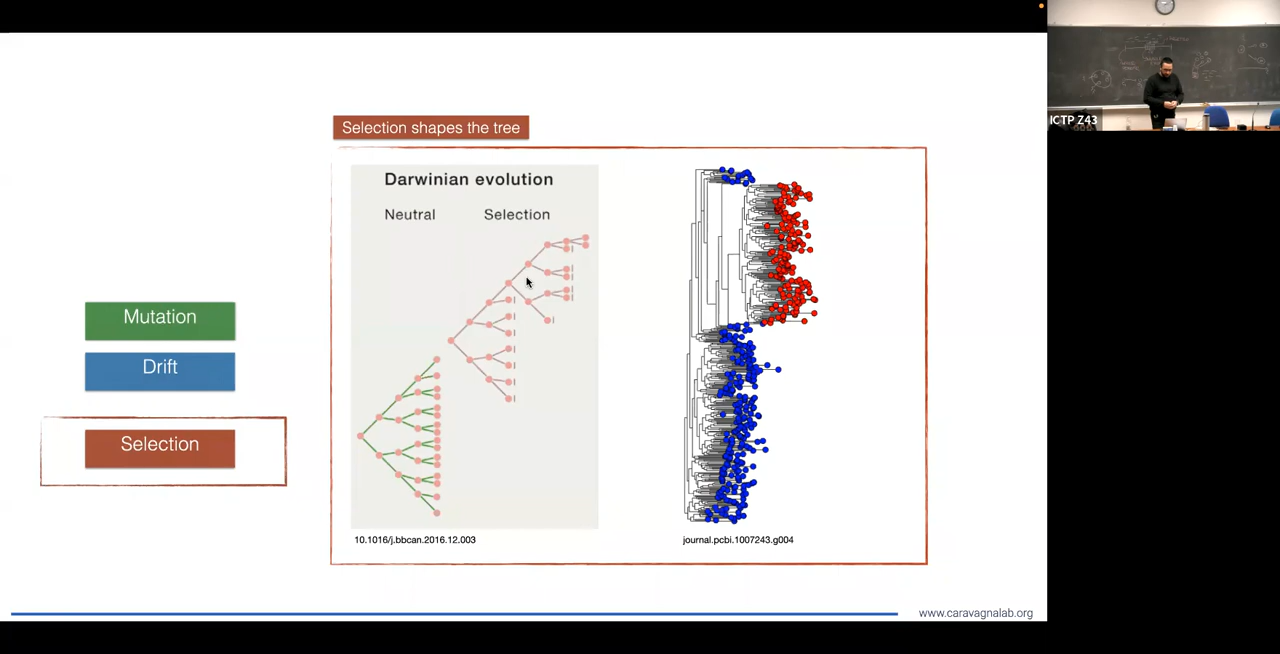 Selection shapes the tree
Darwinian evolution
Neutral Selection
Mutation
Drift
Selection
10.1016/j.bbcan.2016.12.003
journal.pcbi.1007243.g004
www.caravagnalab.org
ICTP Z43